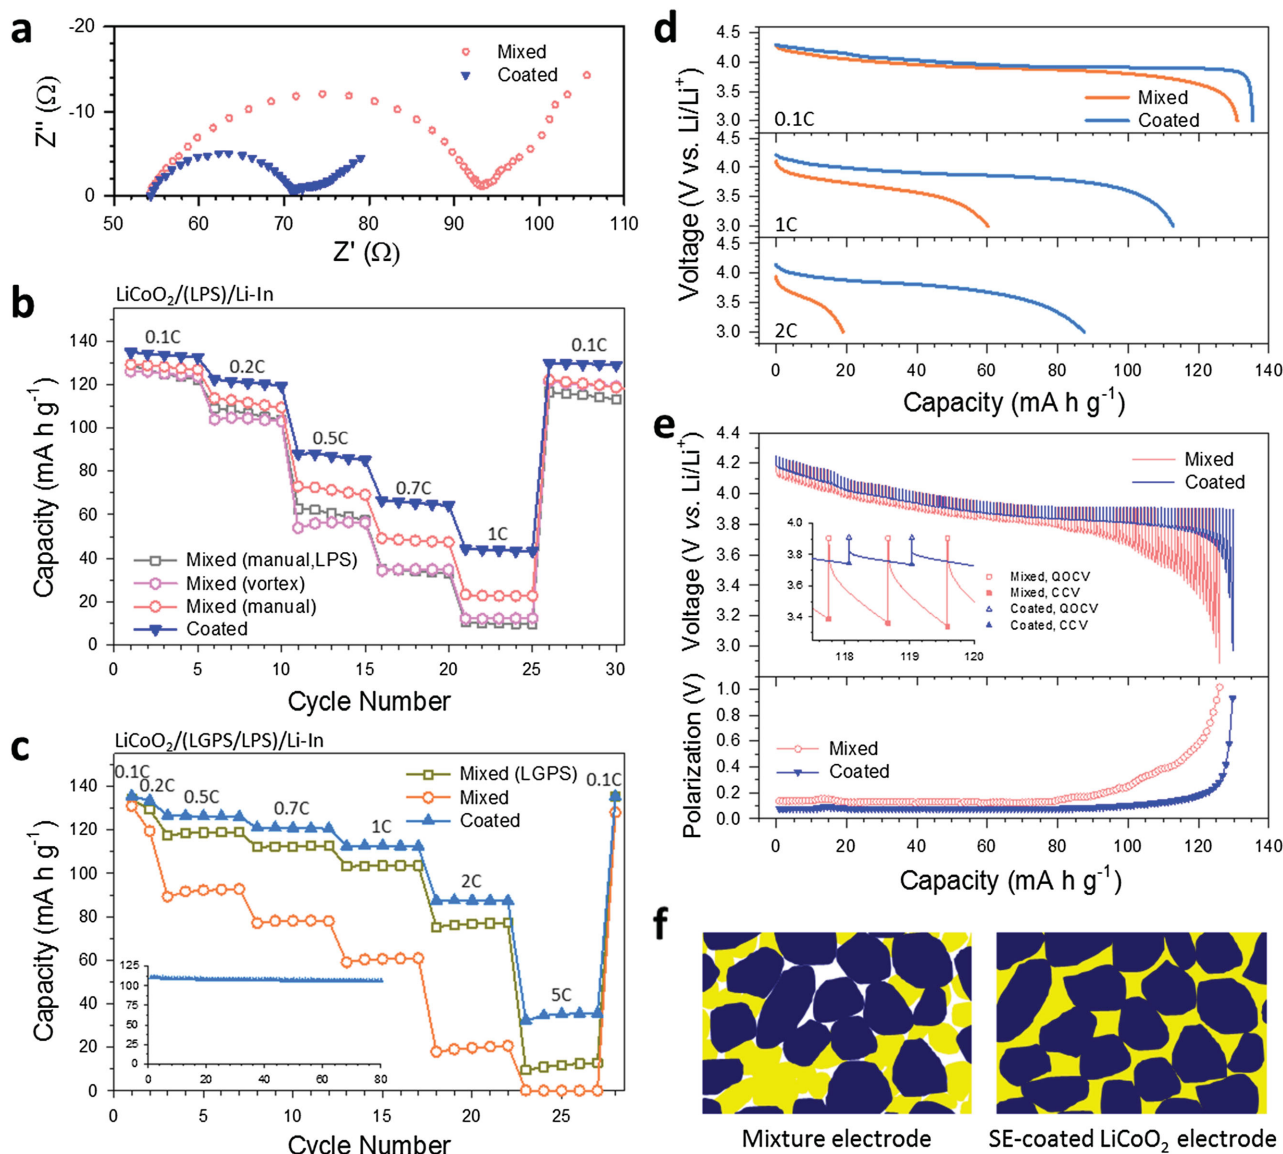 a
-20
-10
0
Z'' (Ω)
Mixed
Coated
50 60 70 80 90 100 110
Z' (Ω)
b
LiCoO₂/(LPS)/Li-In
140
120
100
80
60
40
20
0
Capacity (mA h g⁻¹)
0.1C
0.2C
0.5C
0.7C
1C
0.1C
Mixed (manual,LPS)
Mixed (vortex)
Mixed (manual)
Coated
0 5 10 15 20 25 30
Cycle Number
c
LiCoO₂/(LGPS/LPS)/Li-In
140
120
100
80
60
40
20
0
Capacity (mA h g⁻¹)
0.1C
0.2C
0.5C
0.7C
1C
2C
5C
0.1C
Mixed (LGPS)
Mixed
Coated
125
100
75
50
25
0
0 20 40 60 80
0 5 10 15 20 25
Cycle Number
d
Voltage (V vs. Li/Li⁺)
4.5
4.0
3.5
3.0
0.1C
Mixed
Coated
4.5
4.0
3.5
3.0
1C
4.5
4.0
3.5
3.0
2C
0 20 40 60 80 100 120 140
Capacity (mA h g⁻¹)
e
Voltage (V vs. Li/Li⁺)
4.4
4.2
4.0
3.8
3.6
3.4
3.2
3.0
Mixed
Coated
4.0
3.8
3.6
3.4
118 119 120
Mixed, QOCV
Mixed, CCV
Coated, QOCV
Coated, CCV
Polarization (V)
1.0
0.8
0.6
0.4
0.2
0.0
Mixed
Coated
0 20 40 60 80 100 120 140
Capacity (mA h g⁻¹)
f
Mixture electrode
SE-coated LiCoO₂ electrode